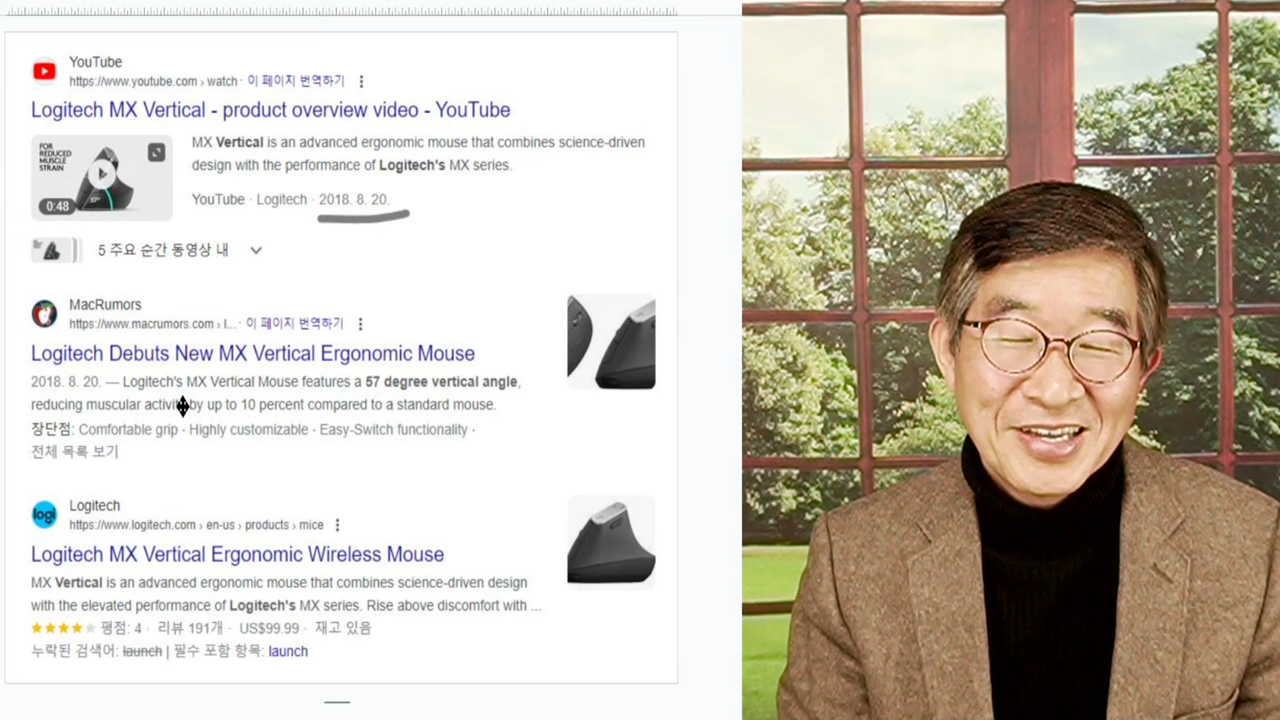 YouTube
https://www.youtube.com › watch · 이 페이지 번역하기
Logitech MX Vertical - product overview video - YouTube
FOR
REDUCED
MUSCLE
STRAIN
57°
0:48
MX Vertical is an advanced ergonomic mouse that combines science-driven
design with the performance of Logitech's MX series.
YouTube · Logitech · 2018. 8. 20.
5 주요 순간 동영상 내
MacRumors
https://www.macrumors.com › l... · 이 페이지 번역하기
Logitech Debuts New MX Vertical Ergonomic Mouse
2018. 8. 20. — Logitech's MX Vertical Mouse features a 57 degree vertical angle,
reducing muscular activity by up to 10 percent compared to a standard mouse.
장단점: Comfortable grip · Highly customizable · Easy-Switch functionality ·
전체 목록 보기
logi
Logitech
https://www.logitech.com › en-us › products › mice
Logitech MX Vertical Ergonomic Wireless Mouse
MX Vertical is an advanced ergonomic mouse that combines science-driven design
with the elevated performance of Logitech's MX series. Rise above discomfort with ...
평점: 4 · 리뷰 191개 · US$99.99 · 재고 있음
누락된 검색어: launch | 필수 포함 항목: launch